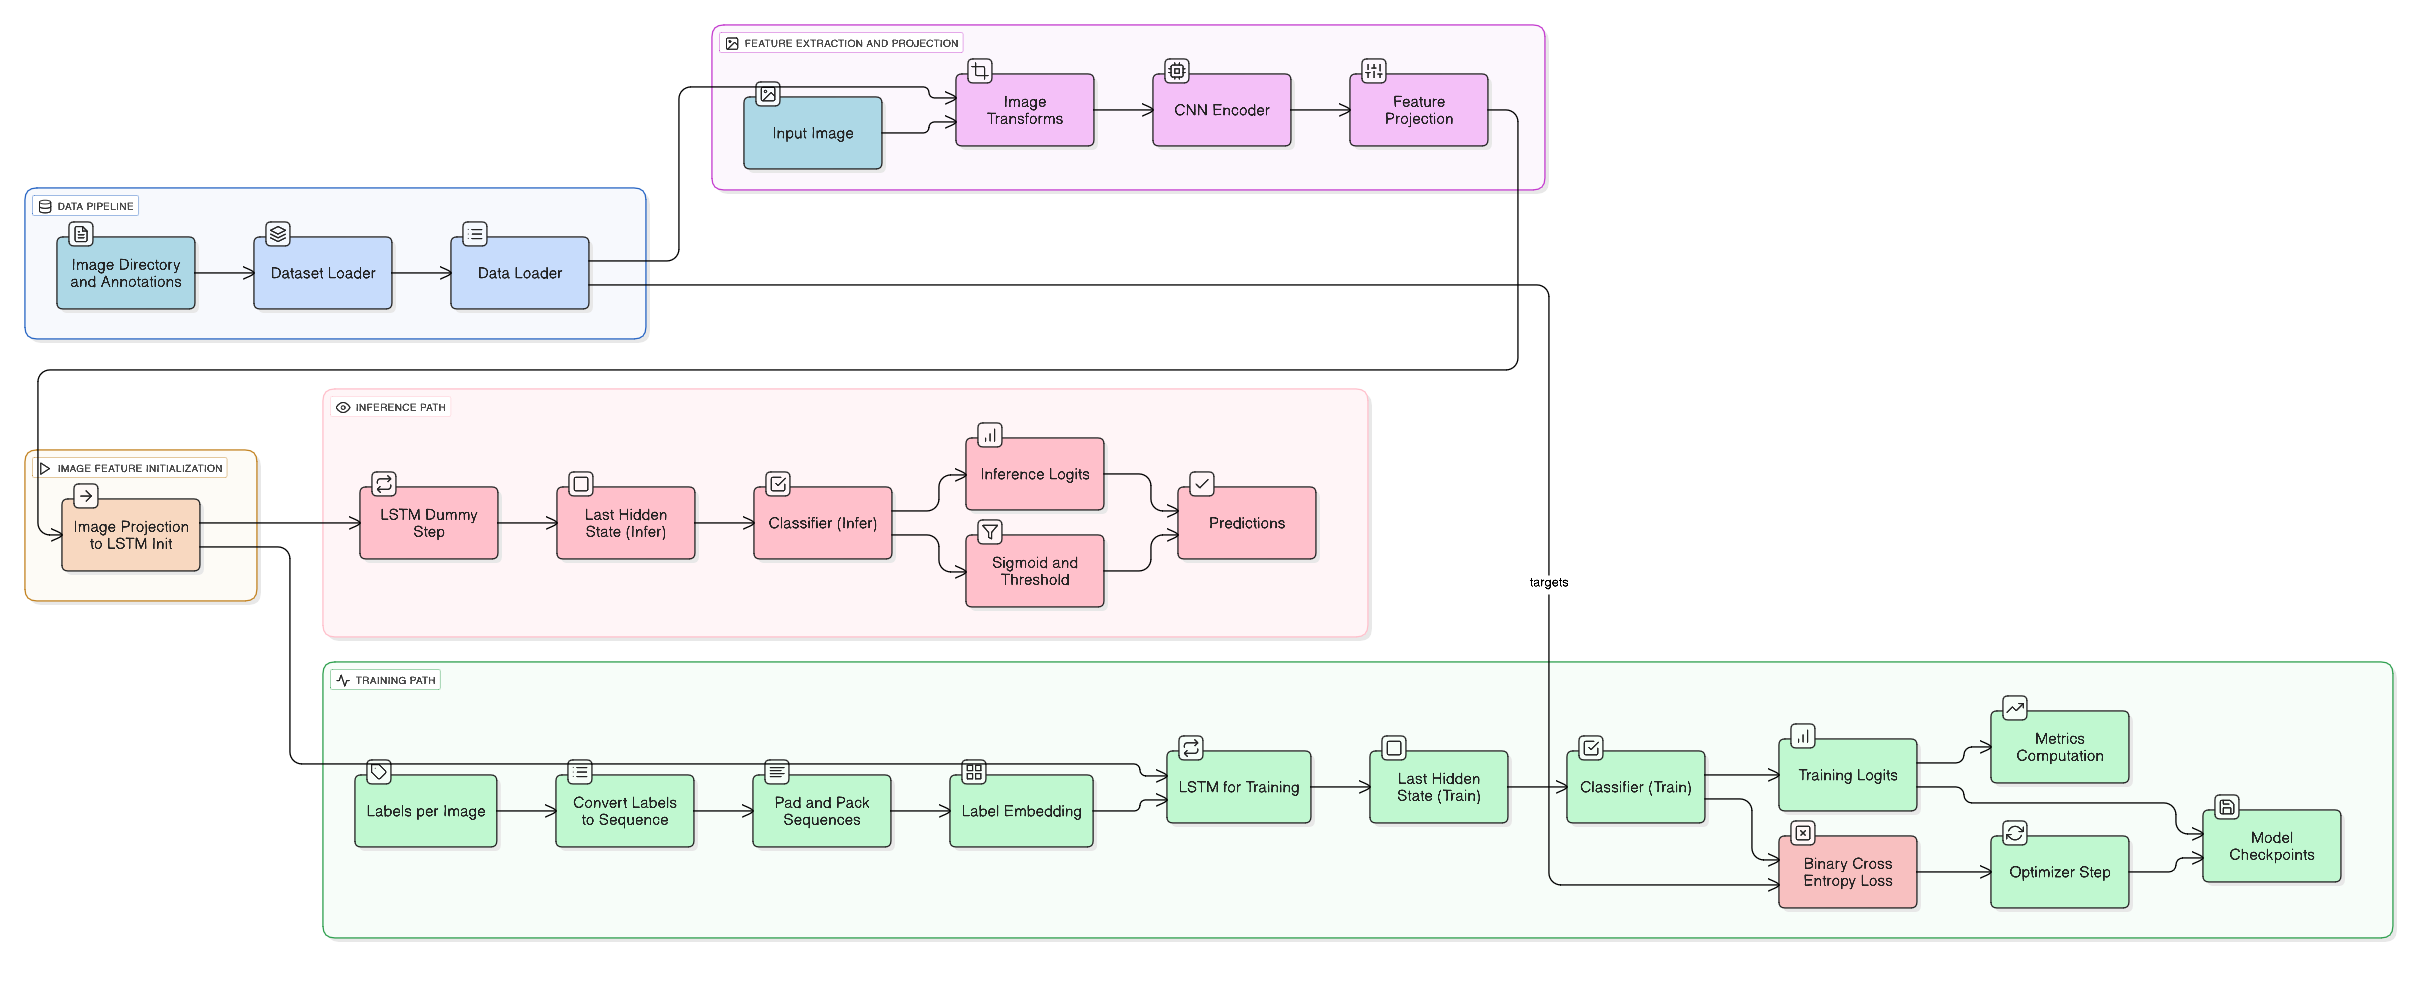 FEATURE EXTRACTION AND PROJECTION
Input Image
Image
Transforms
CNN Encoder
Feature
Projection
DATA PIPELINE
Image Directory
and Annotations
Dataset Loader
Data Loader
INFERENCE PATH
LSTM Dummy
Step
Last Hidden
State (Infer)
Classifier (Infer)
Inference Logits
Sigmoid and
Threshold
Predictions
IMAGE FEATURE INITIALIZATION
Image Projection
to LSTM Init
targets
TRAINING PATH
Labels per Image
Convert Labels
to Sequence
Pad and Pack
Sequences
Label Embedding
LSTM for Training
Last Hidden
State (Train)
Classifier (Train)
Training Logits
Metrics
Computation
Binary Cross
Entropy Loss
Optimizer Step
Model
Checkpoints